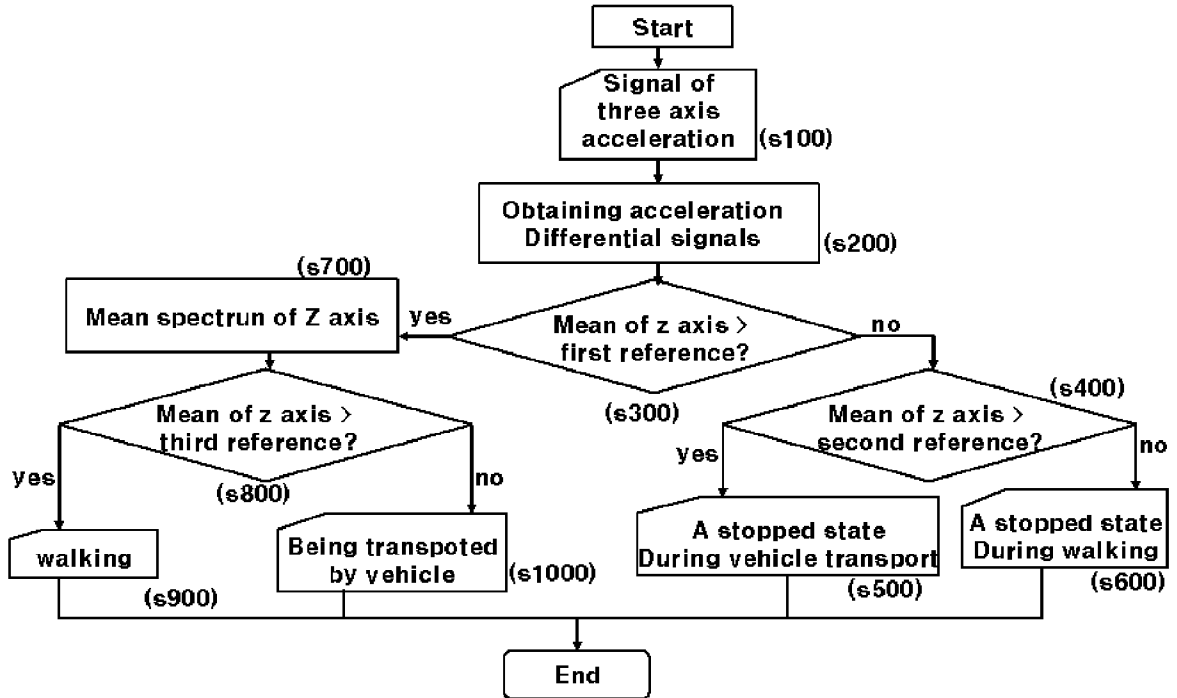 Start
Signal of
three axis
acceleration
(s100)
Obtaining acceleration
Differential signals
(s200)
(s700)
Mean spectrun of Z axis
yes
Mean of z axis >
first reference?
no
(s300)
(s400)
Mean of z axis >
third reference?
Mean of z axis >
second reference?
yes
no
(s800)
yes
no
walking
(s900)
Being transpoted
by vehicle
(s1000)
A stopped state
During vehicle transport
(s500)
A stopped state
During walking
(s600)
End